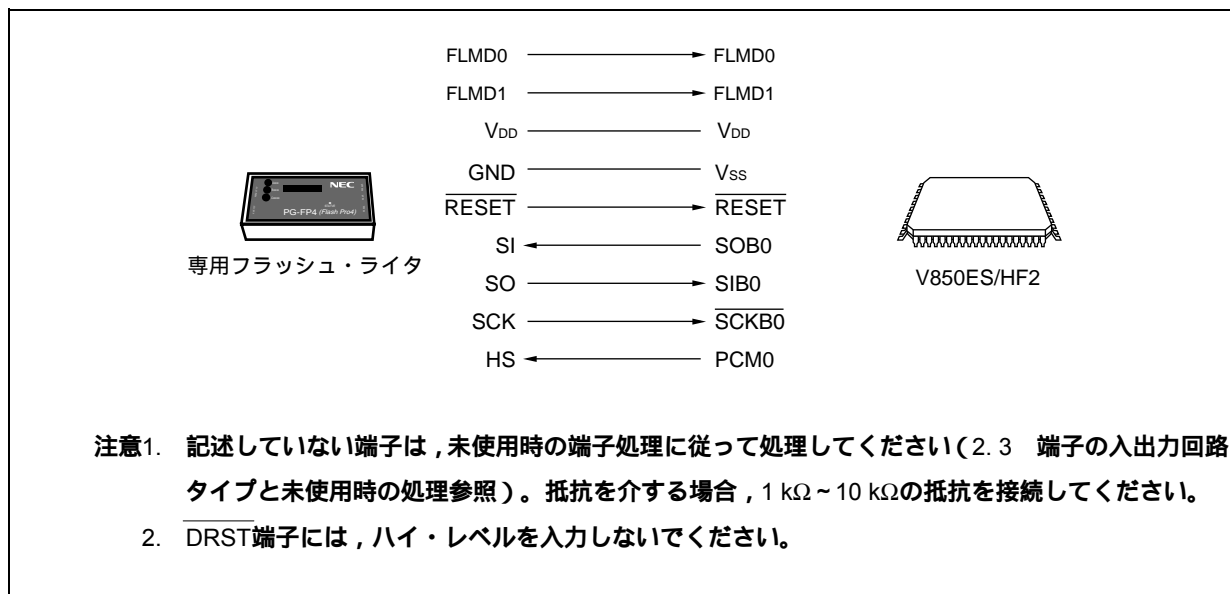 FLMD0 FLMD0
FLMD1 FLMD1
VDD VDD
GND VSS
NEC
PG-FP4 (Flash Pro4)
R̅E̅S̅E̅T̅ R̅E̅S̅E̅T̅
SI SOB0
専用フラッシュ・ライタ
SO SIB0
V850ES/HF2
SCK S̅C̅K̅B̅0̅
HS PCM0
注意1. 記述していない端子は，未使用時の端子処理に従って処理してください（2. 3 端子の入出力回路
タイプと未使用時の処理参照）。抵抗を介する場合，1 kΩ～10 kΩの抵抗を接続してください。
2. D̅R̅S̅T̅端子には，ハイ・レベルを入力しないでください。